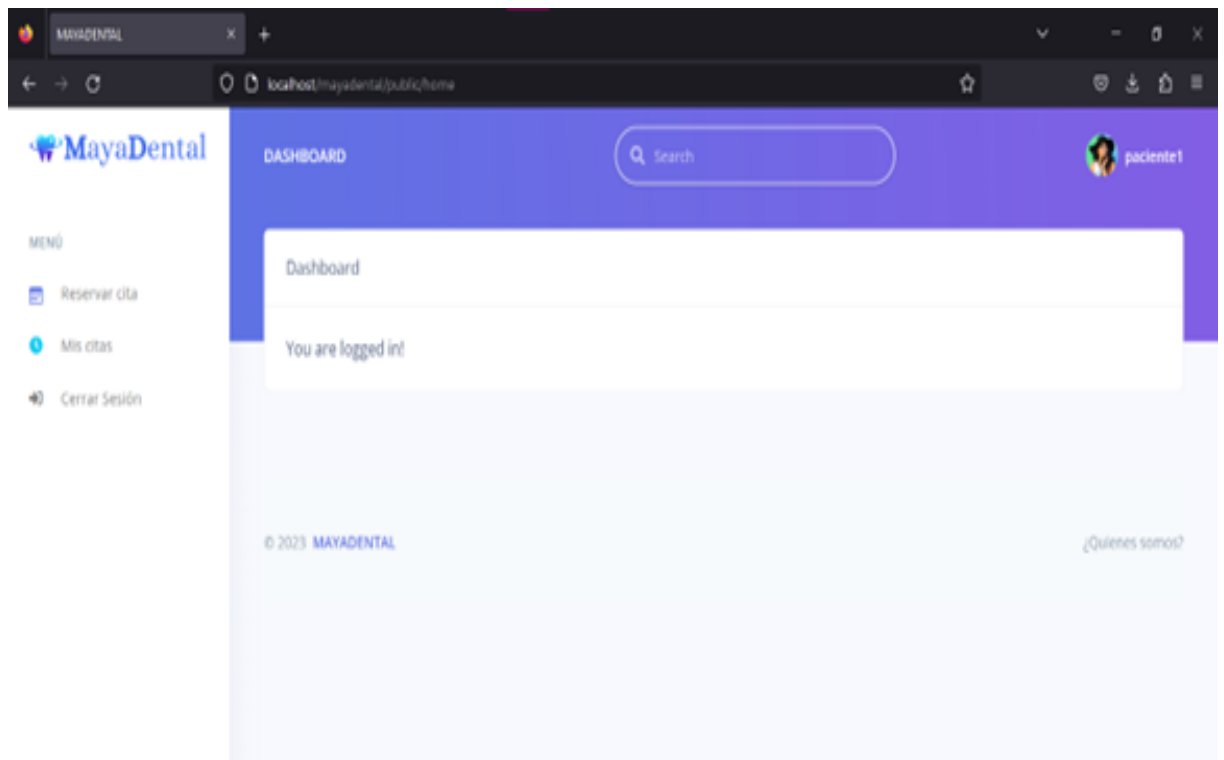 MAYADENTAL
localhost/mayadental/public/home
MayaDental
DASHBOARD
Search
paciente1
MENÚ
Reservar cita
Mis citas
Cerrar Sesión
Dashboard
You are logged in!
© 2023 MAYADENTAL
¿Quienes somos?